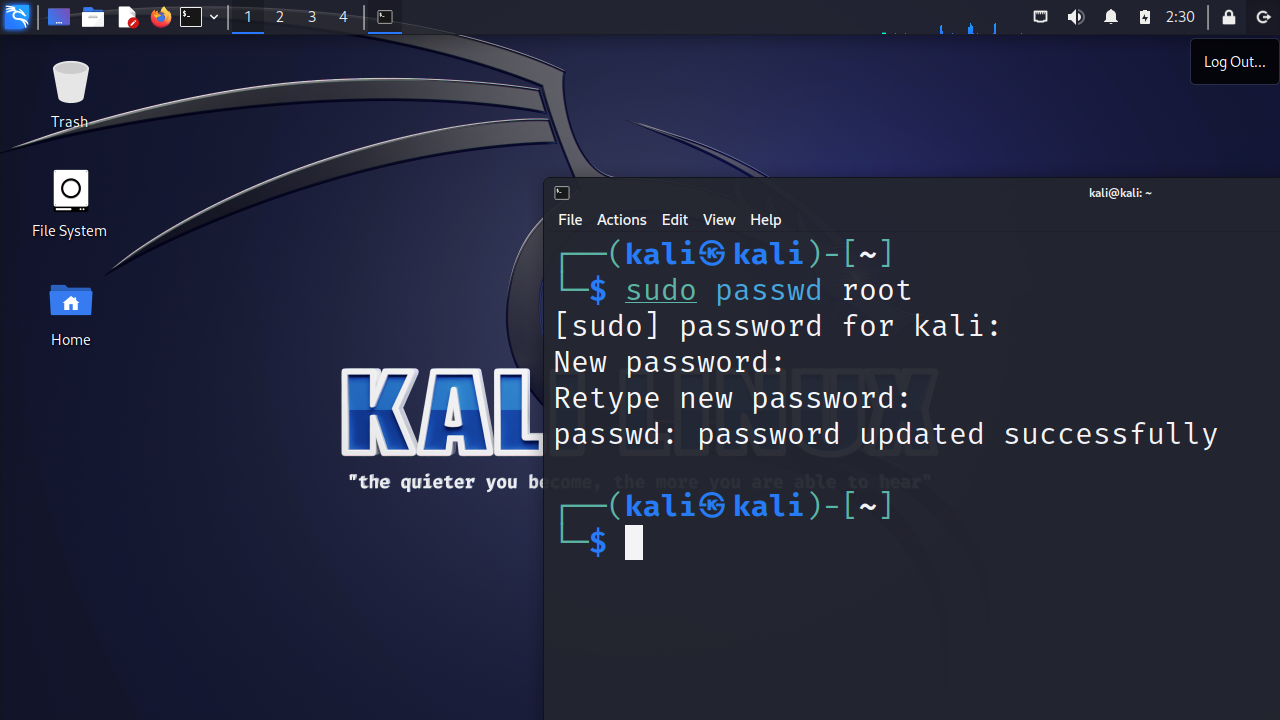 1 2 3 4
2:30
Log Out...
Trash
File System
Home
kali@kali: ~
File Actions Edit View Help
┌──(kali㉿kali)-[~]
└─$ sudo passwd root
[sudo] password for kali:
New password:
Retype new password:
passwd: password updated successfully
┌──(kali㉿kali)-[~]
└─$
KALI LINUX
"the quieter you become, the more you are able to hear"